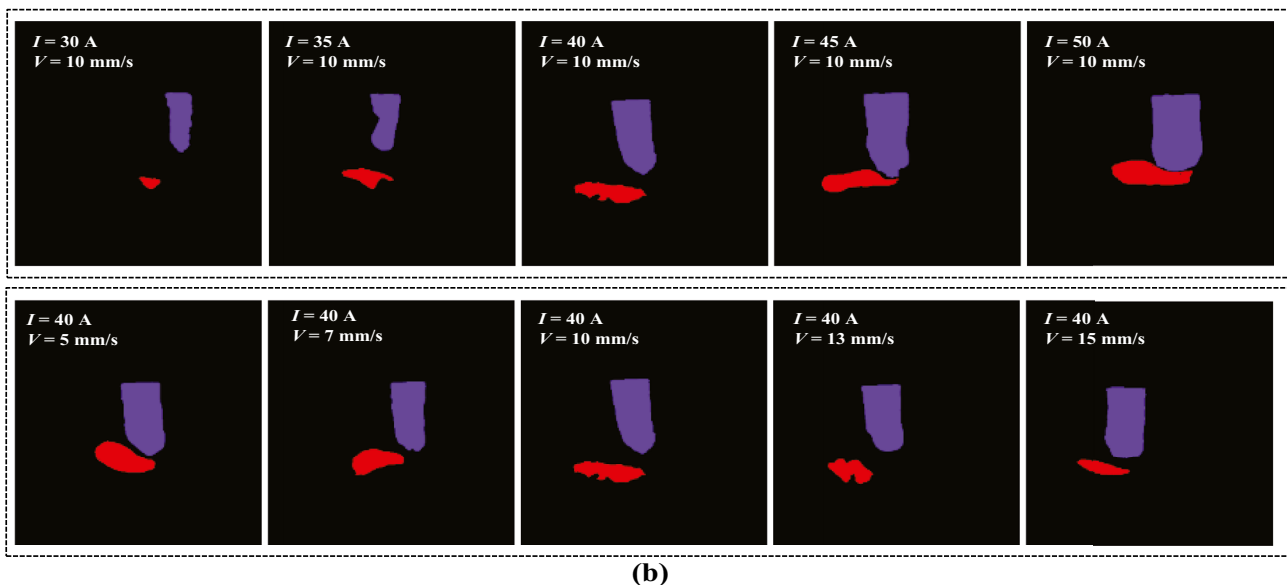 I = 30 A
V = 10 mm/s
I = 35 A
V = 10 mm/s
I = 40 A
V = 10 mm/s
I = 45 A
V = 10 mm/s
I = 50 A
V = 10 mm/s
I = 40 A
V = 5 mm/s
I = 40 A
V = 7 mm/s
I = 40 A
V = 10 mm/s
I = 40 A
V = 13 mm/s
I = 40 A
V = 15 mm/s
(b)